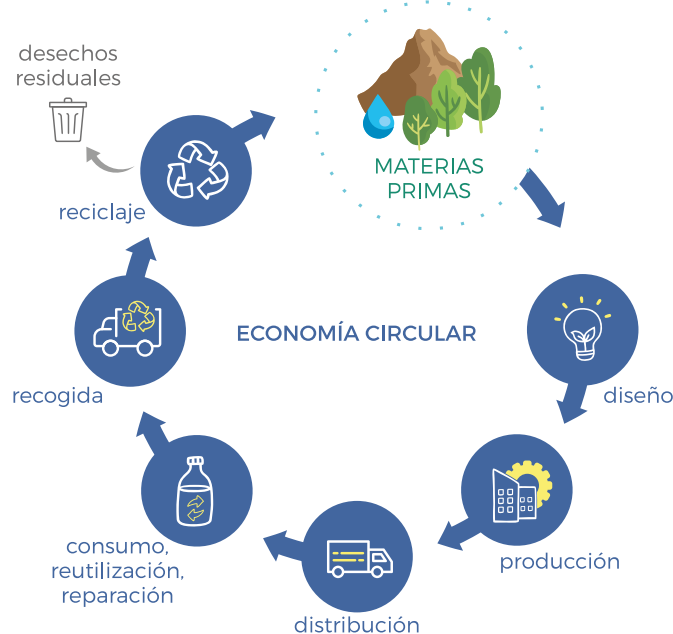 desechos
residuales
MATERIAS
PRIMAS
reciclaje
ECONOMÍA CIRCULAR
recogida
diseño
consumo,
reutilización,
reparación
producción
distribución